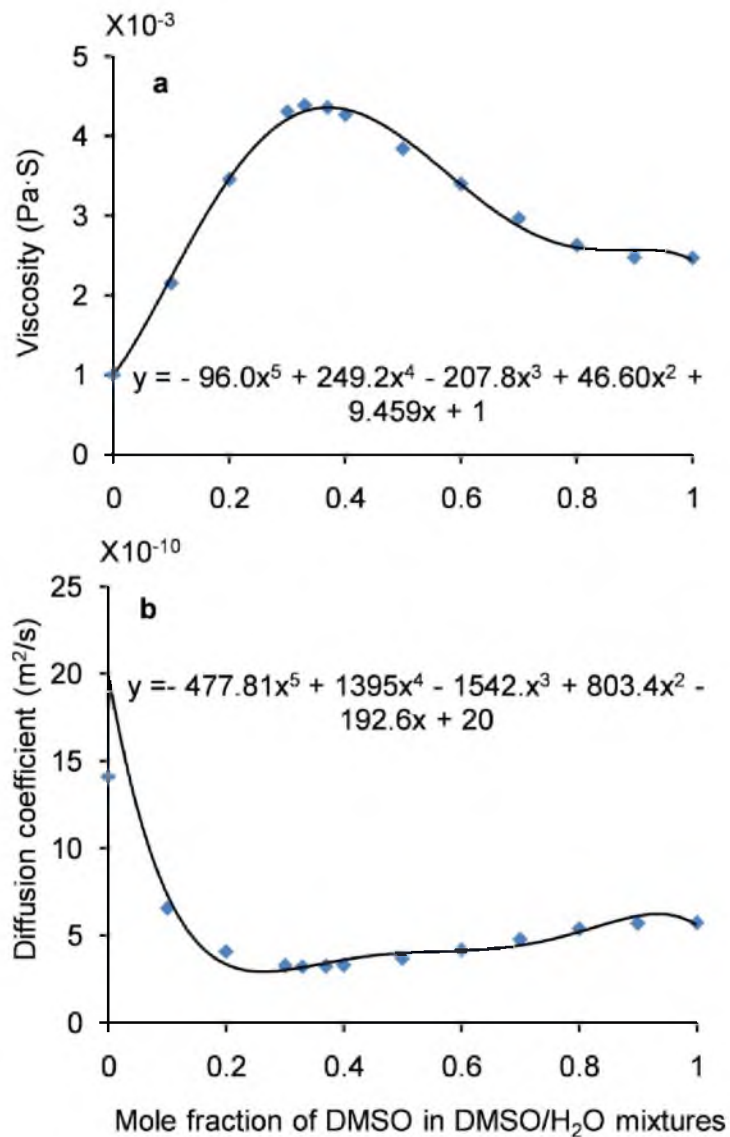 X10⁻³
5
a
4
3
2
1
0
Viscosity (Pa·S)
y = - 96.0x⁵ + 249.2x⁴ - 207.8x³ + 46.60x² +
9.459x + 1
0 0.2 0.4 0.6 0.8 1
X10⁻¹⁰
25
b
20
15
10
5
0
Diffusion coefficient (m²/s)
y =- 477.81x⁵ + 1395x⁴ - 1542.x³ + 803.4x² -
192.6x + 20
0 0.2 0.4 0.6 0.8 1
Mole fraction of DMSO in DMSO/H₂O mixtures